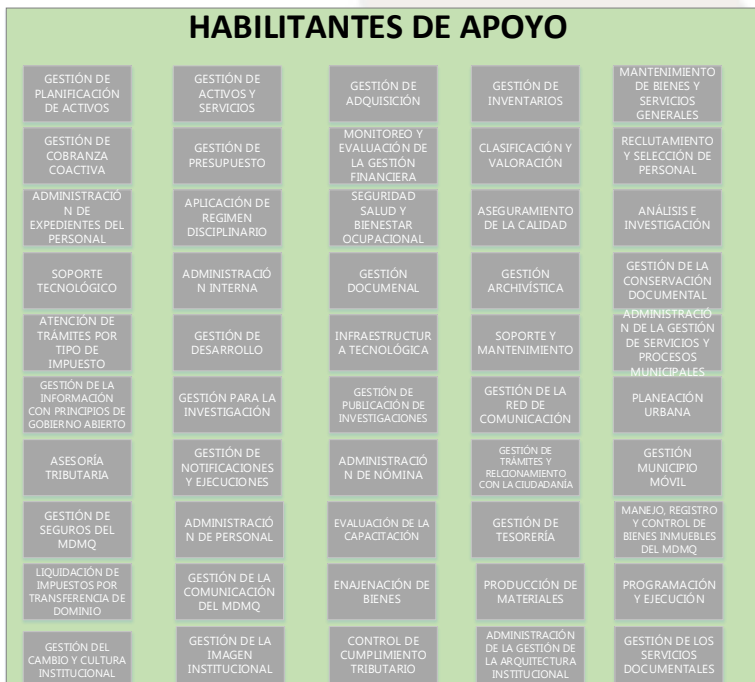 HABILITANTES DE APOYO
GESTIÓN DE
PLANIFICACIÓN
DE ACTIVOS
GESTIÓN DE
ACTIVOS Y
SERVICIOS
GESTIÓN DE
ADQUISICIÓN
GESTIÓN DE
INVENTARIOS
MANTENIMIENTO
DE BIENES Y
SERVICIOS
GENERALES
GESTIÓN DE
COBRANZA
COACTIVA
GESTIÓN DE
PRESUPUESTO
MONITOREO Y
EVALUACIÓN DE
LA GESTIÓN
FINANCIERA
CLASIFICACIÓN Y
VALORACIÓN
RECLUTAMIENTO
Y SELECCIÓN DE
PERSONAL
ADMINISTRACIÓ
N DE
EXPEDIENTES DEL
PERSONAL
APLICACIÓN DE
REGIMEN
DISCIPLINARIO
SEGURIDAD
SALUD Y
BIENESTAR
OCUPACIONAL
ASEGURAMIENTO
DE LA CALIDAD
ANÁLISIS E
INVESTIGACIÓN
SOPORTE
TECNOLÓGICO
ADMINISTRACIÓ
N INTERNA
GESTIÓN
DOCUMENAL
GESTIÓN
ARCHIVÍSTICA
GESTIÓN DE LA
CONSERVACIÓN
DOCUMENTAL
ATENCIÓN DE
TRÁMITES POR
TIPO DE
IMPUESTO
GESTIÓN DE
DESARROLLO
INFRAESTRUCTUR
A TECNOLÓGICA
SOPORTE Y
MANTENIMIENTO
ADMINISTRACIÓ
N DE LA GESTIÓN
DE SERVICIOS Y
PROCESOS
MUNICIPALES
GESTIÓN DE LA
INFORMACIÓN
CON PRINCIPIOS DE
GOBIERNO ABIERTO
GESTIÓN PARA LA
INVESTIGACIÓN
GESTIÓN DE
PUBLICACIÓN DE
INVESTIGACIONES
GESTIÓN DE LA
RED DE
COMUNICACIÓN
PLANEACIÓN
URBANA
ASESORÍA
TRIBUTARIA
GESTIÓN DE
NOTIFICACIONES
Y EJECUCIONES
ADMINISTRACIÓ
N DE NÓMINA
GESTIÓN DE
TRÁMITES Y
RELCIONAMIENTO
CON LA CIUDADANÍA
GESTIÓN
MUNICIPIO
MÓVIL
GESTIÓN DE
SEGUROS DEL
MDMQ
ADMINISTRACIÓ
N DE PERSONAL
EVALUACIÓN DE LA
CAPACITACIÓN
GESTIÓN DE
TESORERÍA
MANEJO, REGISTRO
Y CONTROL DE
BIENES INMUEBLES
DEL MDMQ
LIQUIDACIÓN DE
IMPUESTOS POR
TRANSFERENCIA DE
DOMINIO
GESTIÓN DE LA
COMUNICACIÓN
DEL MDMQ
ENAJENACIÓN DE
BIENES
PRODUCCIÓN DE
MATERIALES
PROGRAMACIÓN
Y EJECUCIÓN
GESTIÓN DEL
CAMBIO Y CULTURA
INSTITUCIONAL
GESTIÓN DE LA
IMAGEN
INSTITUCIONAL
CONTROL DE
CUMPLIMIENTO
TRIBUTARIO
ADMINISTRACIÓN
DE LA GESTIÓN DE
LA ARQUITECTURA
INSTITUCIONAL
GESTIÓN DE LOS
SERVICIOS
DOCUMENTALES